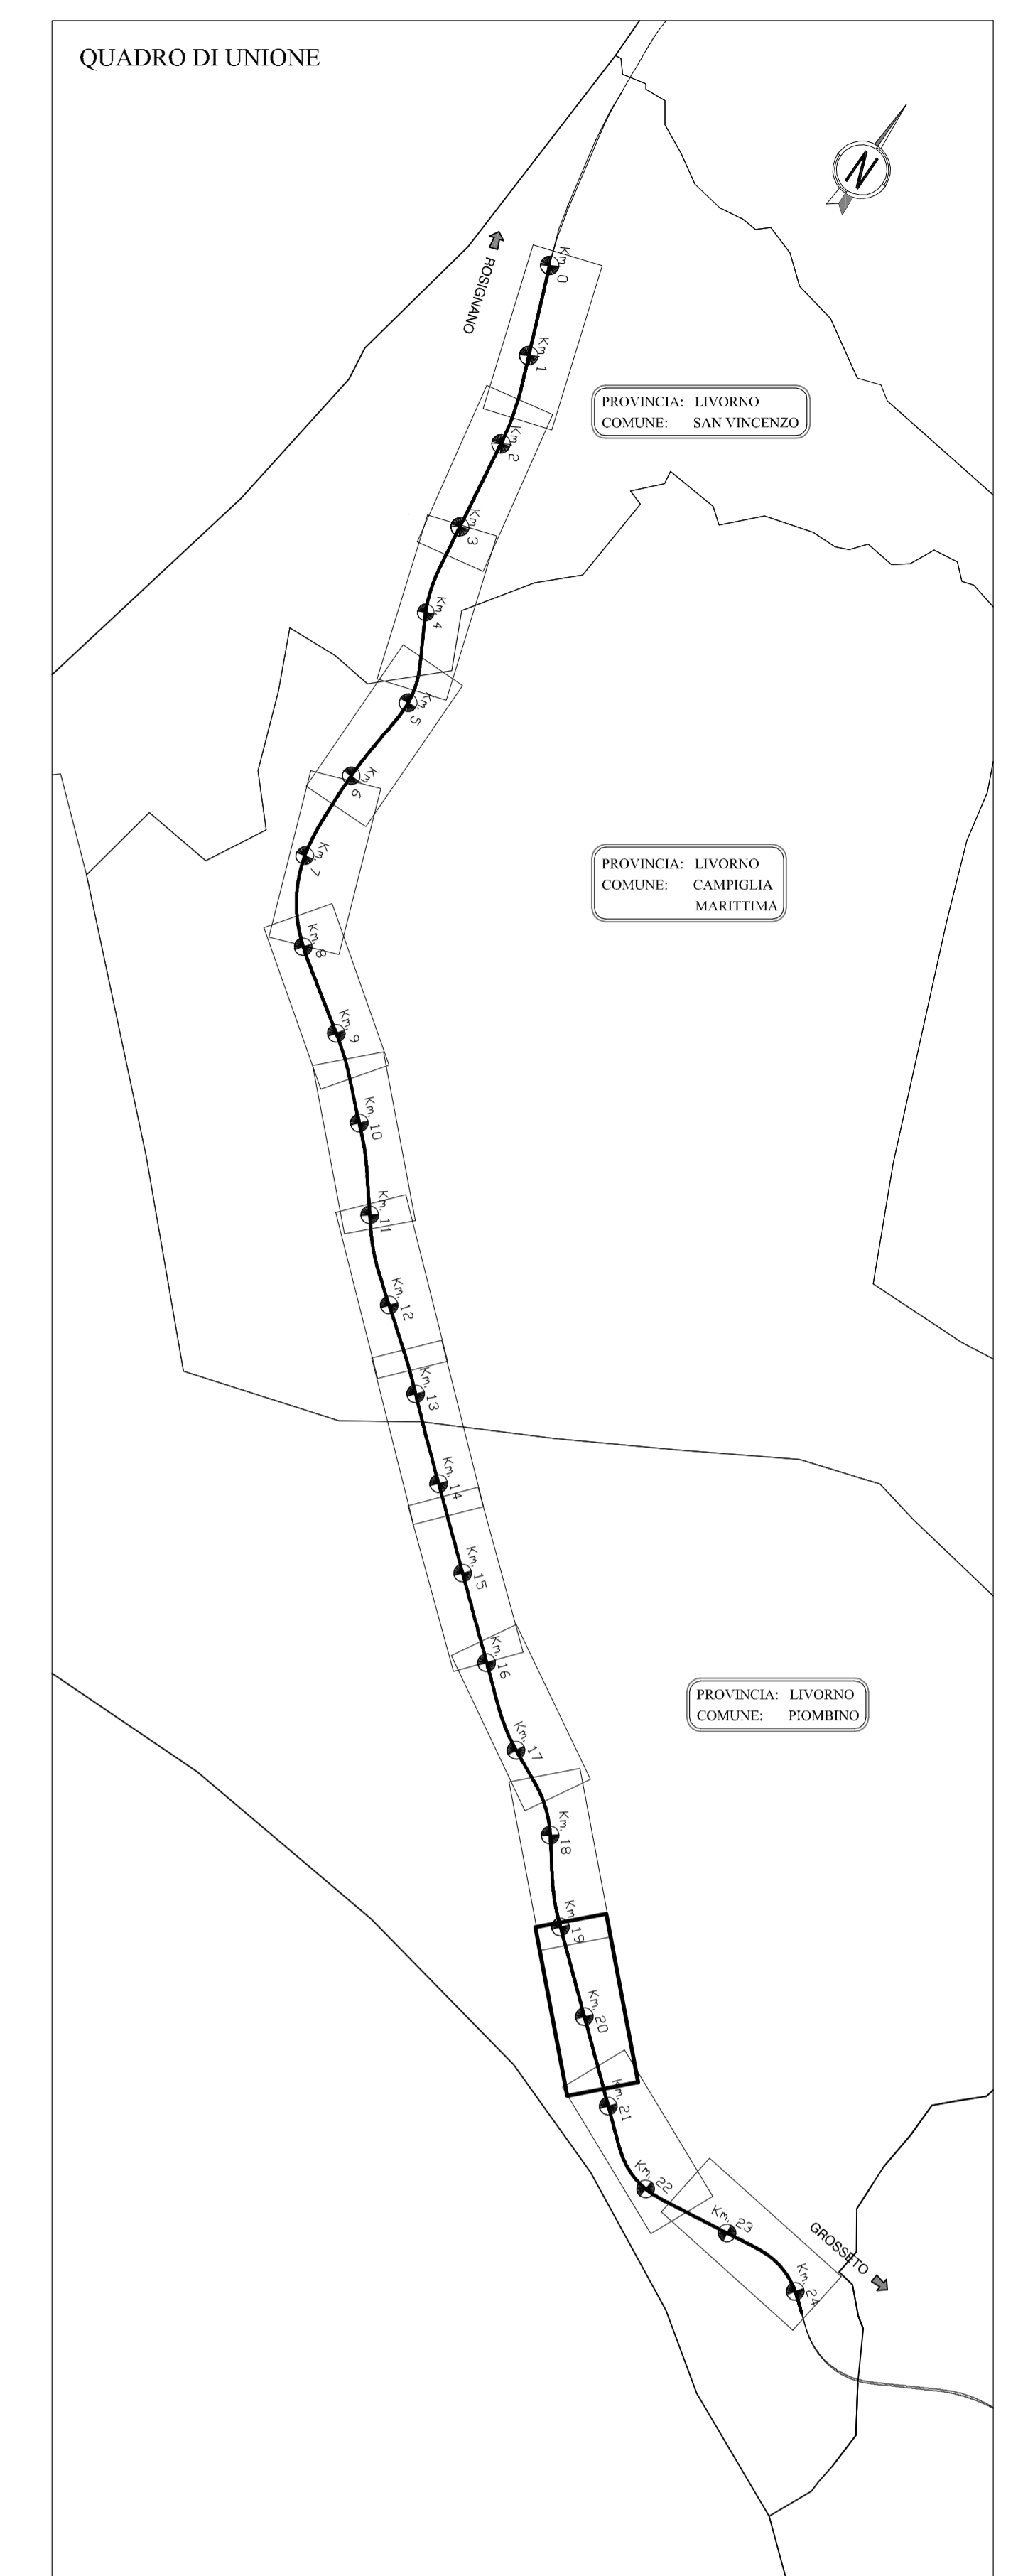 QUADRO DI UNIONE
N
ROSIGNANO
Km. 0
Km. 1
PROVINCIA: LIVORNO
COMUNE: SAN VINCENZO
Km. 2
Km. 3
Km. 4
Km. 5
Km. 6
Km. 7
PROVINCIA: LIVORNO
COMUNE: CAMPIGLIA
MARITTIMA
Km. 8
Km. 9
Km. 10
Km. 11
Km. 12
Km. 13
Km. 14
Km. 15
Km. 16
PROVINCIA: LIVORNO
COMUNE: PIOMBINO
Km. 17
Km. 18
Km. 19
Km. 20
Km. 21
Km. 22
Km. 23
GROSSETO
Km. 24